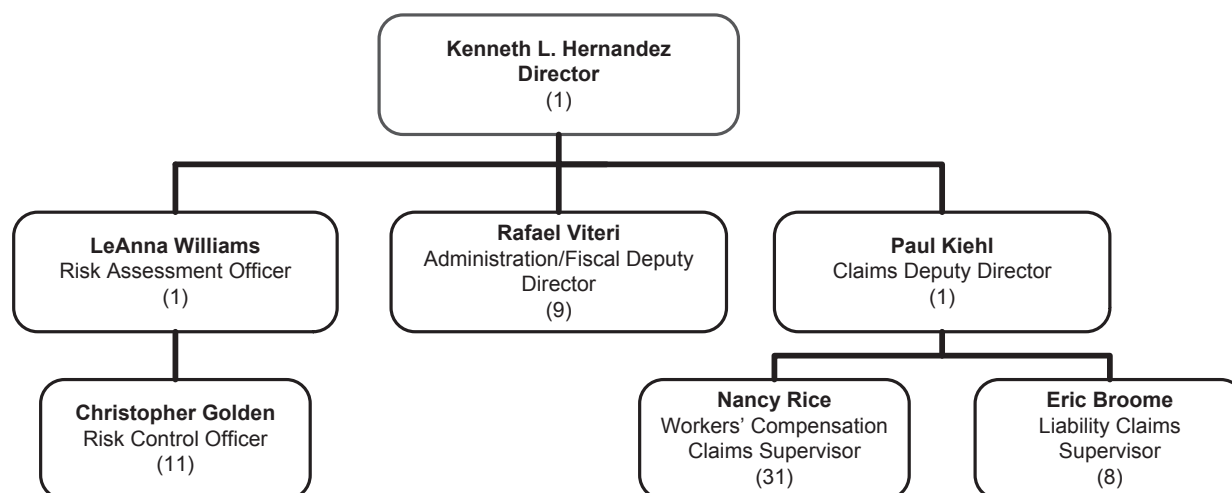 Kenneth L. Hernandez
Director
(1)
LeAnna Williams
Risk Assessment Officer
(1)
Rafael Viteri
Administration/Fiscal Deputy
Director
(9)
Paul Kiehl
Claims Deputy Director
(1)
Christopher Golden
Risk Control Officer
(11)
Nancy Rice
Workers’ Compensation
Claims Supervisor
(31)
Eric Broome
Liability Claims
Supervisor
(8)